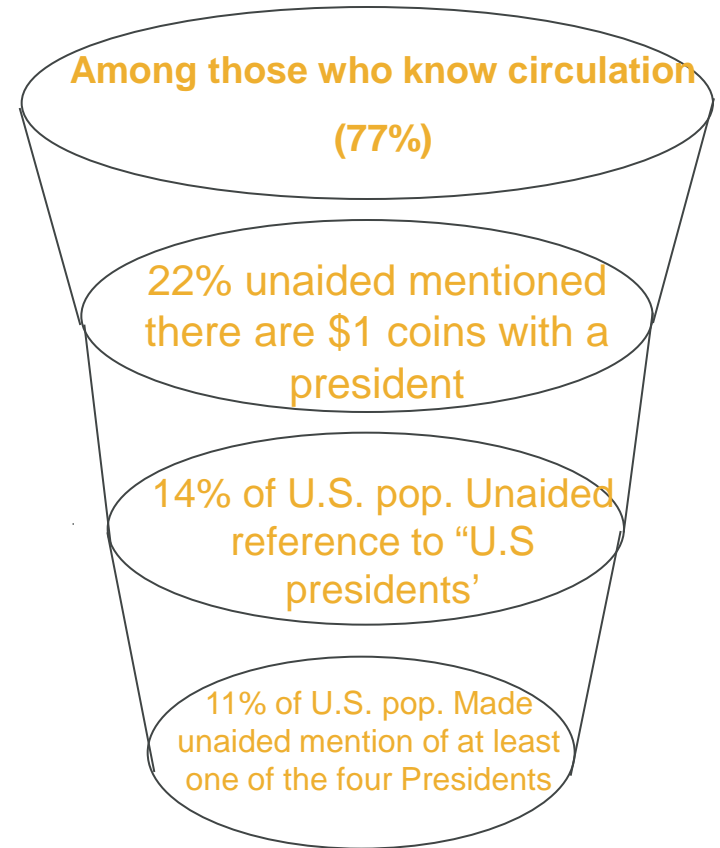 Among those who know circulation
(77%)
22% unaided mentioned
there are $1 coins with a
president
14% of U.S. pop. Unaided
reference to “U.S
presidents’
11% of U.S. pop. Made
unaided mention of at least
one of the four Presidents